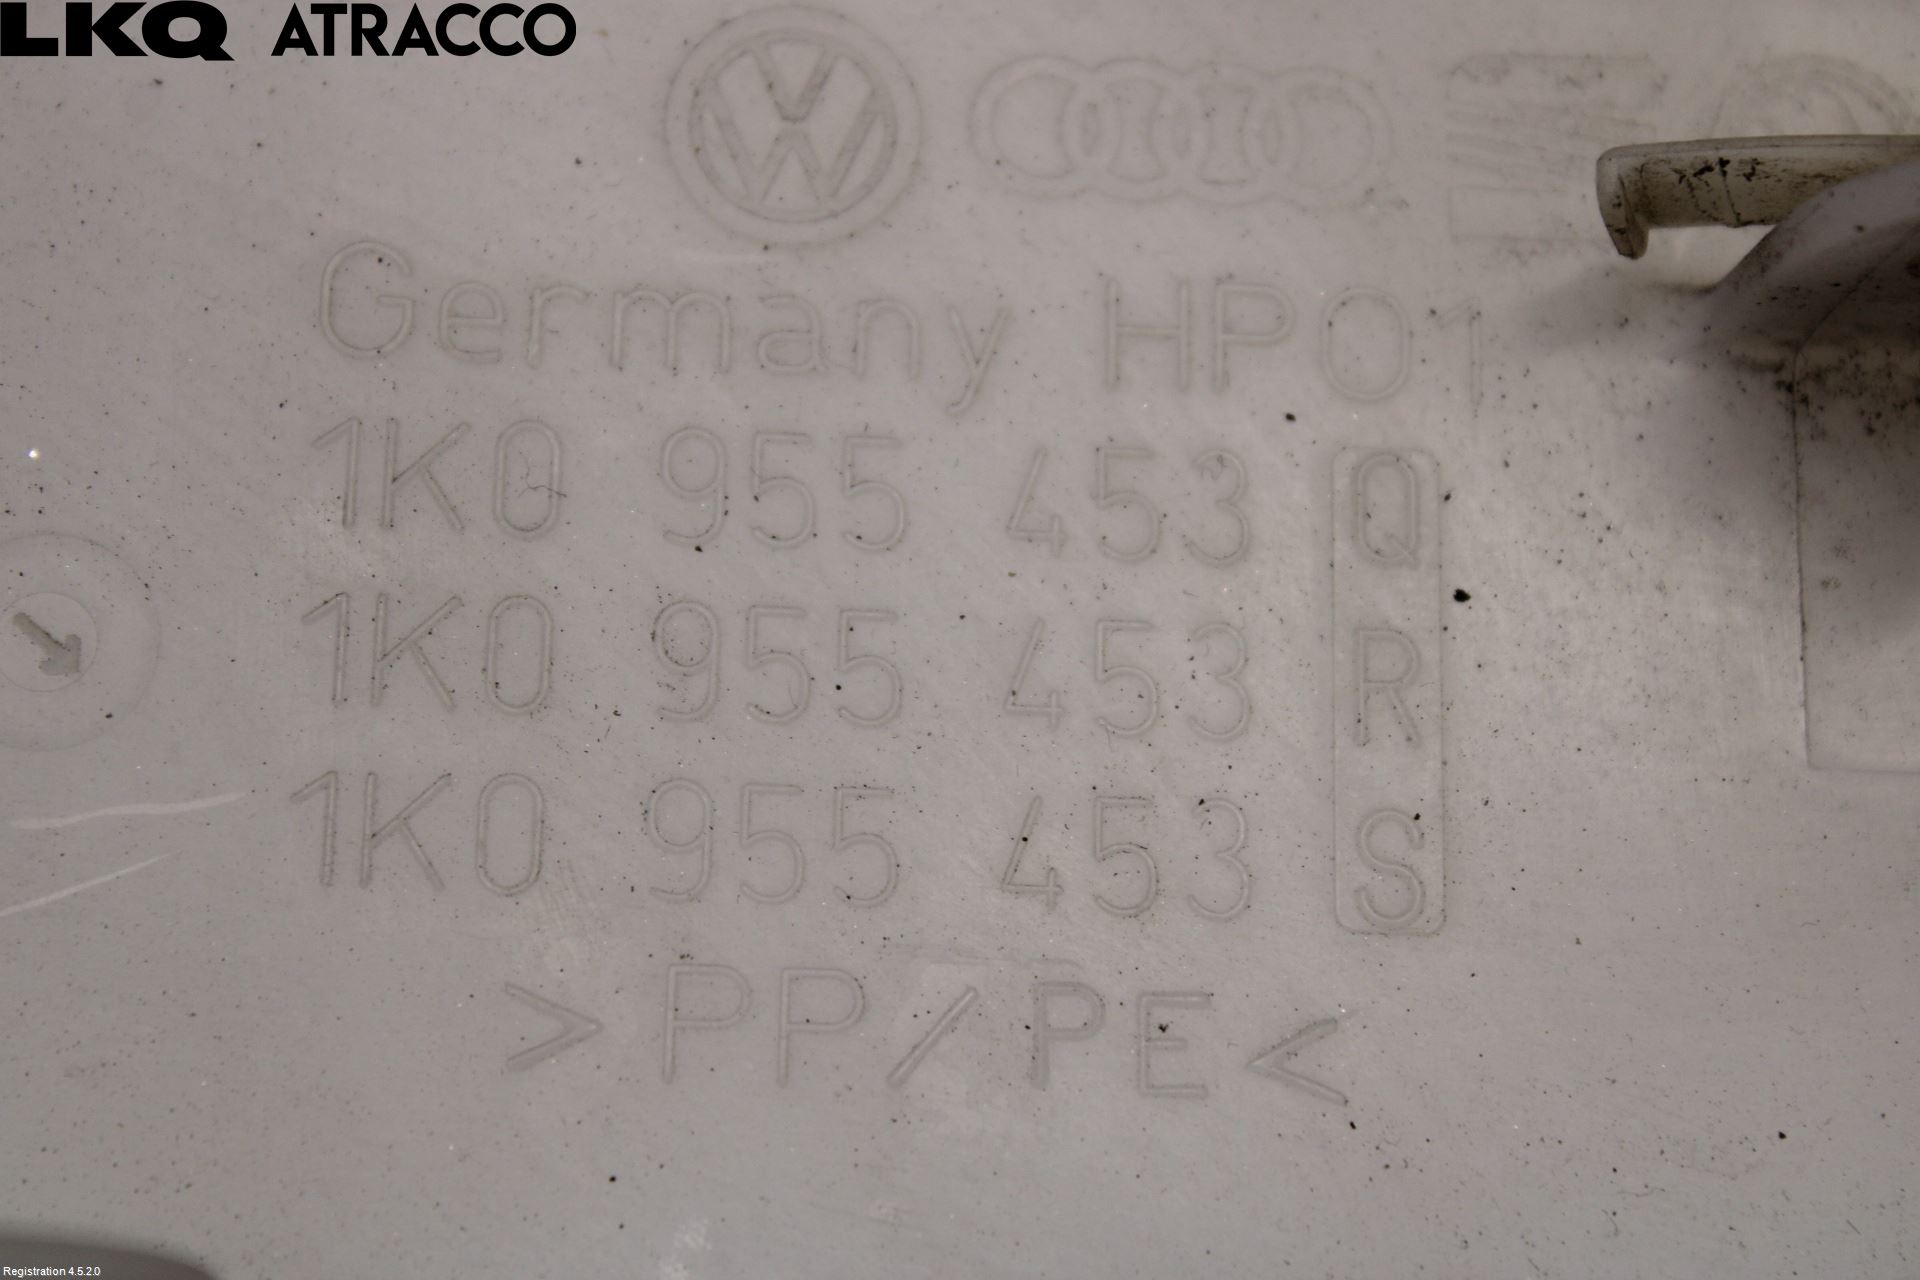 LKQ ATRACCO
Germany HP01
1K0 955 453 Q
1K0 955 453 R
1K0 955 453 S
>PP/PE<
Registration 4.5.2.0